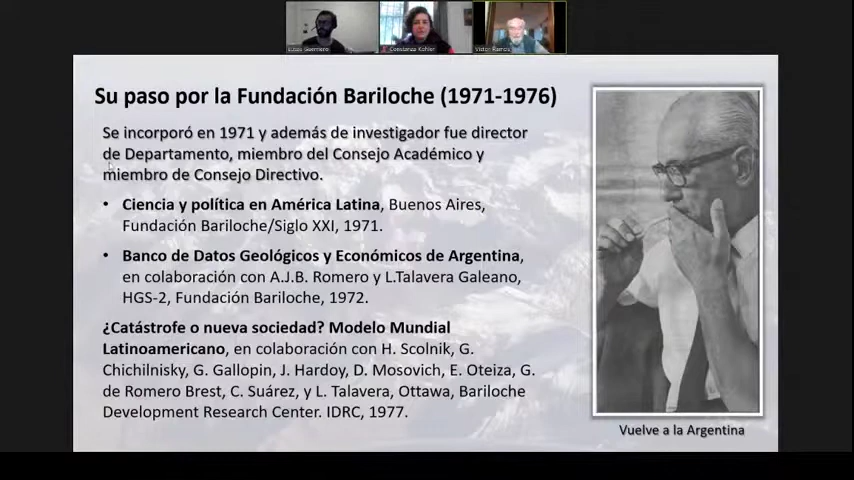 Constanza Kohler
Su paso por la Fundación Bariloche (1971-1976)
Se incorporó en 1971 y además de investigador fue director
de Departamento, miembro del Consejo Académico y
miembro de Consejo Directivo.
• Ciencia y política en América Latina, Buenos Aires,
Fundación Bariloche/Siglo XXI, 1971.
• Banco de Datos Geológicos y Económicos de Argentina,
en colaboración con A.J.B. Romero y L.Talavera Galeano,
HGS-2, Fundación Bariloche, 1972.
¿Catástrofe o nueva sociedad? Modelo Mundial
Latinoamericano, en colaboración con H. Scolnik, G.
Chichilnisky, G. Gallopin, J. Hardoy, D. Mosovich, E. Oteiza, G.
de Romero Brest, C. Suárez, y L. Talavera, Ottawa, Bariloche
Development Research Center. IDRC, 1977.
Vuelve a la Argentina